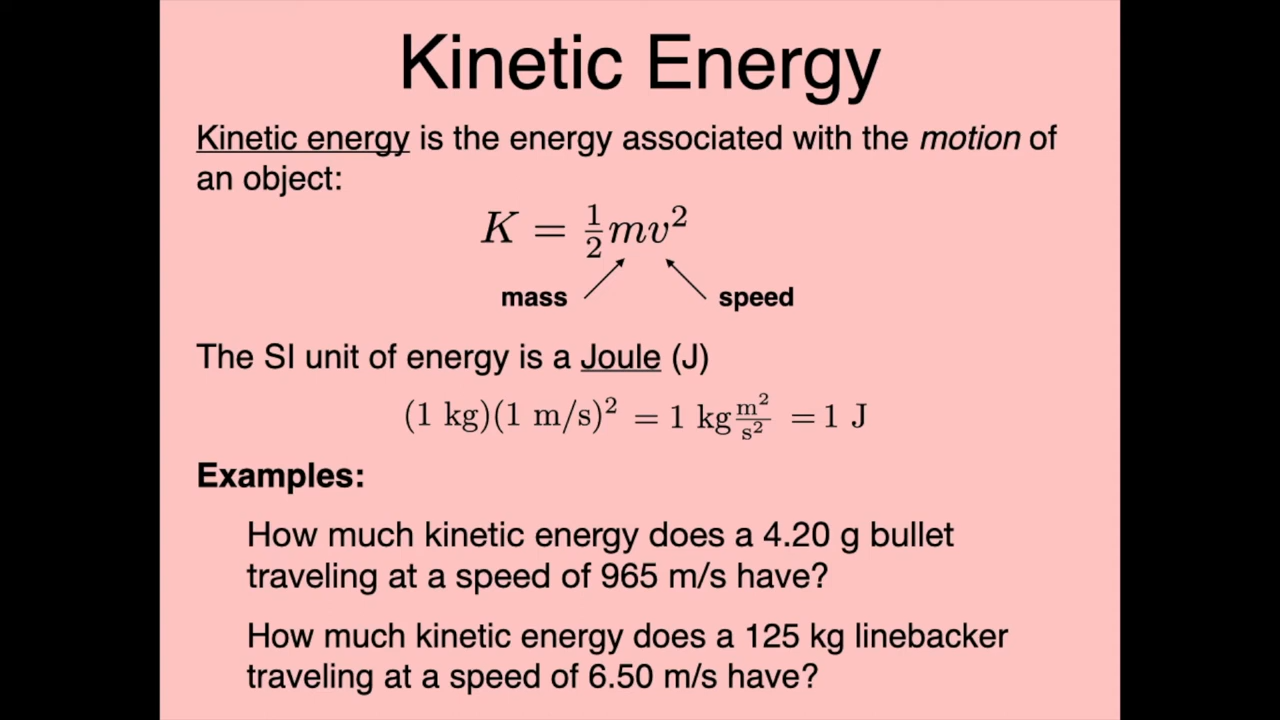 Kinetic Energy
Kinetic energy is the energy associated with the motion of
an object:
K = ½mv²
mass speed
The SI unit of energy is a Joule (J)
(1 kg)(1 m/s)² = 1 kg m²/s² = 1 J
Examples:
How much kinetic energy does a 4.20 g bullet
traveling at a speed of 965 m/s have?
How much kinetic energy does a 125 kg linebacker
traveling at a speed of 6.50 m/s have?